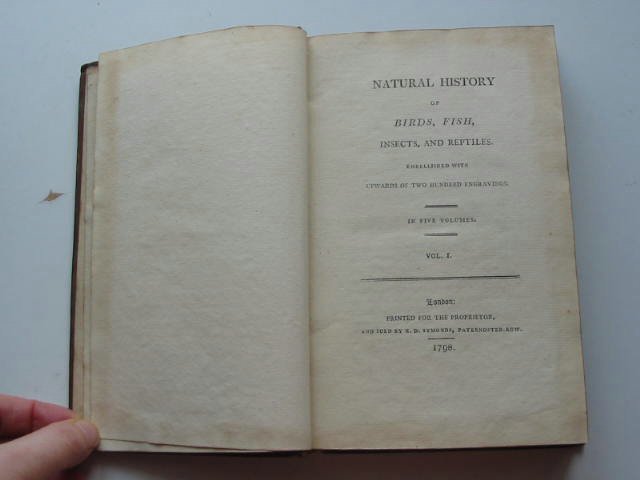 NATURAL HISTORY
OF
BIRDS, FISH,
INSECTS, AND REPTILES.
EMBELLISHED WITH
UPWARDS OF TWO HUNDRED ENGRAVINGS.
IN FIVE VOLUMES.
VOL. I.
London:
PRINTED FOR THE PROPRIETOR,
AND SOLD BY H. D. SYMONDS, PATERNOSTER-ROW.
1798.